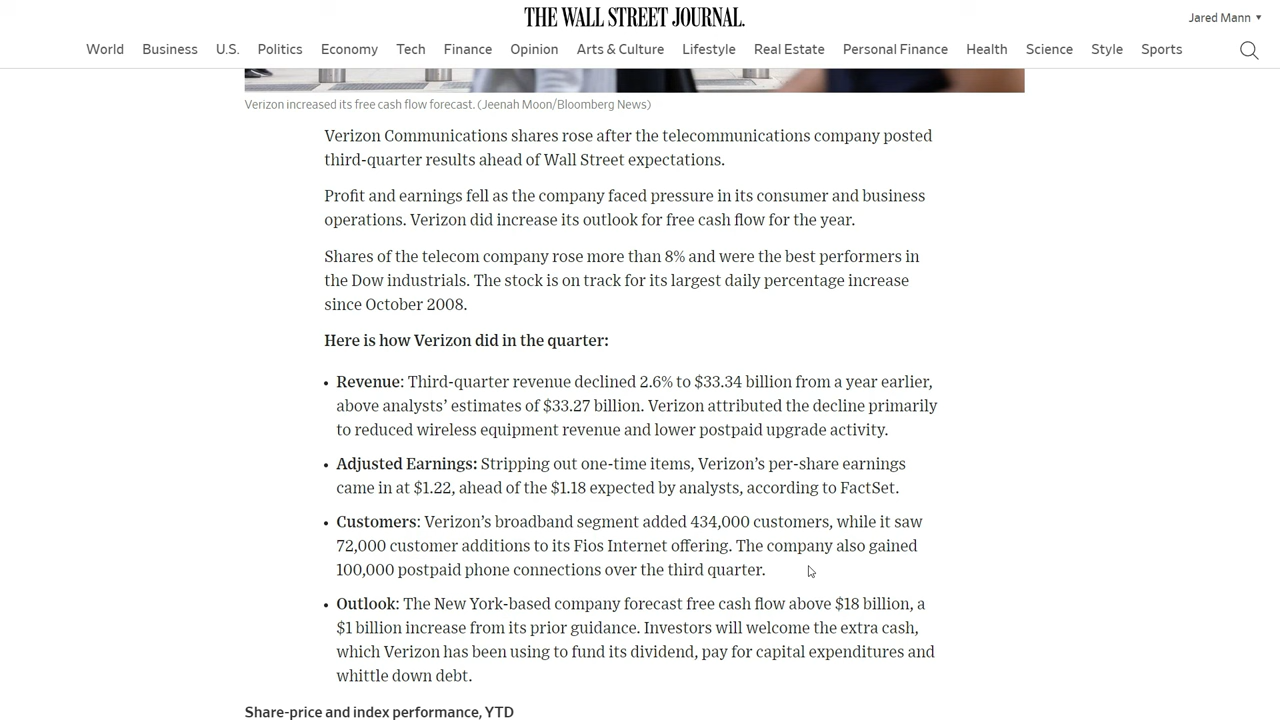 THE WALL STREET JOURNAL.
Jared Mann ▼
World Business U.S. Politics Economy Tech Finance Opinion Arts & Culture Lifestyle Real Estate Personal Finance Health Science Style Sports
Verizon increased its free cash flow forecast. (Jeenah Moon/Bloomberg News)
Verizon Communications shares rose after the telecommunications company posted
third-quarter results ahead of Wall Street expectations.
Profit and earnings fell as the company faced pressure in its consumer and business
operations. Verizon did increase its outlook for free cash flow for the year.
Shares of the telecom company rose more than 8% and were the best performers in
the Dow industrials. The stock is on track for its largest daily percentage increase
since October 2008.
Here is how Verizon did in the quarter:
• Revenue: Third-quarter revenue declined 2.6% to $33.34 billion from a year earlier,
above analysts’ estimates of $33.27 billion. Verizon attributed the decline primarily
to reduced wireless equipment revenue and lower postpaid upgrade activity.
• Adjusted Earnings: Stripping out one-time items, Verizon’s per-share earnings
came in at $1.22, ahead of the $1.18 expected by analysts, according to FactSet.
• Customers: Verizon’s broadband segment added 434,000 customers, while it saw
72,000 customer additions to its Fios Internet offering. The company also gained
100,000 postpaid phone connections over the third quarter.
• Outlook: The New York-based company forecast free cash flow above $18 billion, a
$1 billion increase from its prior guidance. Investors will welcome the extra cash,
which Verizon has been using to fund its dividend, pay for capital expenditures and
whittle down debt.
Share-price and index performance, YTD